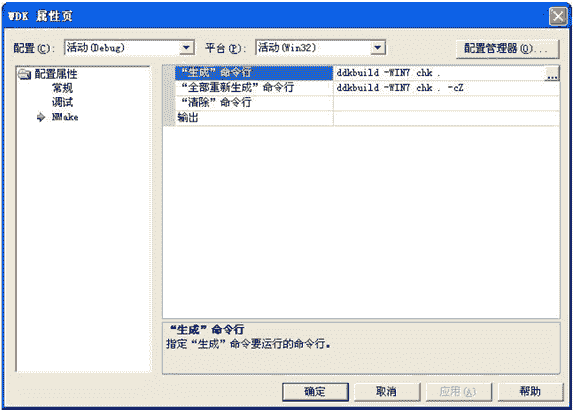 WDK 属性页
配置(C): 活动(Debug) 平台(P): 活动(Win32) 配置管理器(O)...
配置属性
常规
调试
NMake
“生成”命令行 ddkbuild -WIN7 chk . ...
“全部重新生成”命令行 ddkbuild -WIN7 chk . -cZ
“清除”命令行
输出
“生成”命令行
指定“生成”命令要运行的命令行。
确定 取消 应用(A) 帮助